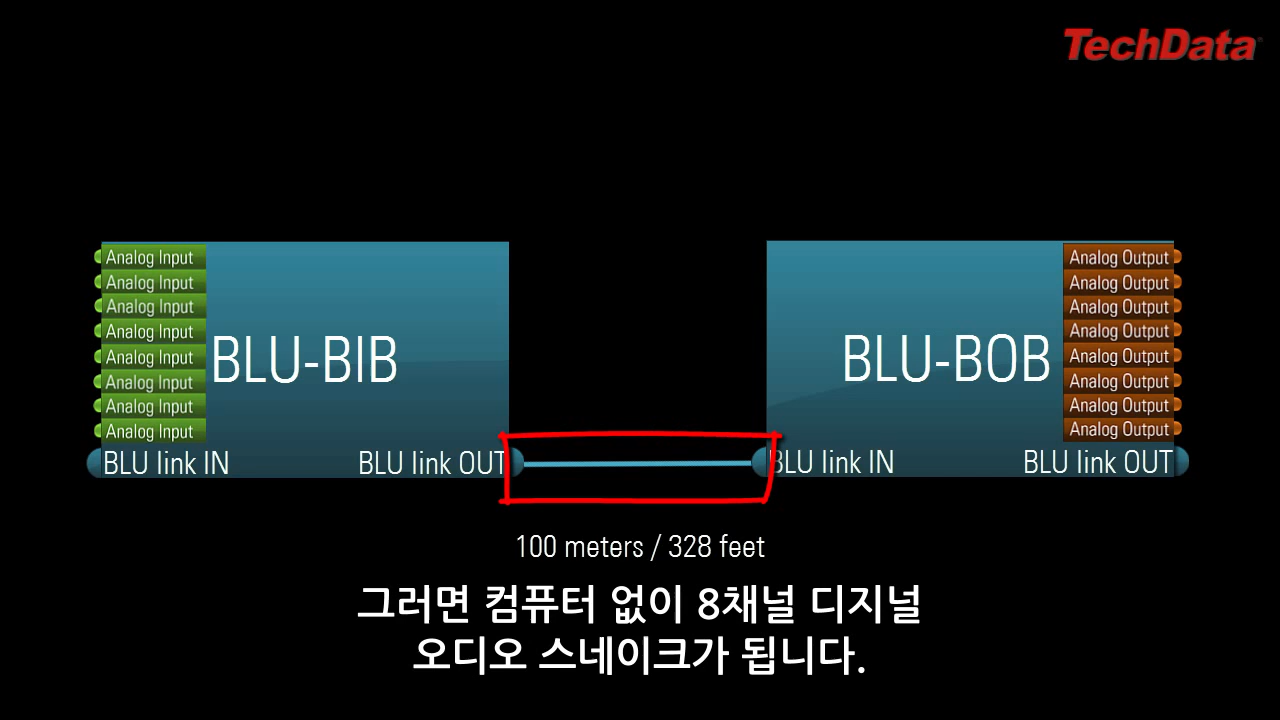 TechData
Analog Input
Analog Input
Analog Input
Analog Input
Analog Input
Analog Input
Analog Input
Analog Input
BLU-BIB
BLU link IN
BLU link OUT
BLU-BOB
Analog Output
Analog Output
Analog Output
Analog Output
Analog Output
Analog Output
Analog Output
Analog Output
BLU link IN
BLU link OUT
100 meters / 328 feet
그러면 컴퓨터 없이 8채널 디지널
오디오 스네이크가 됩니다.